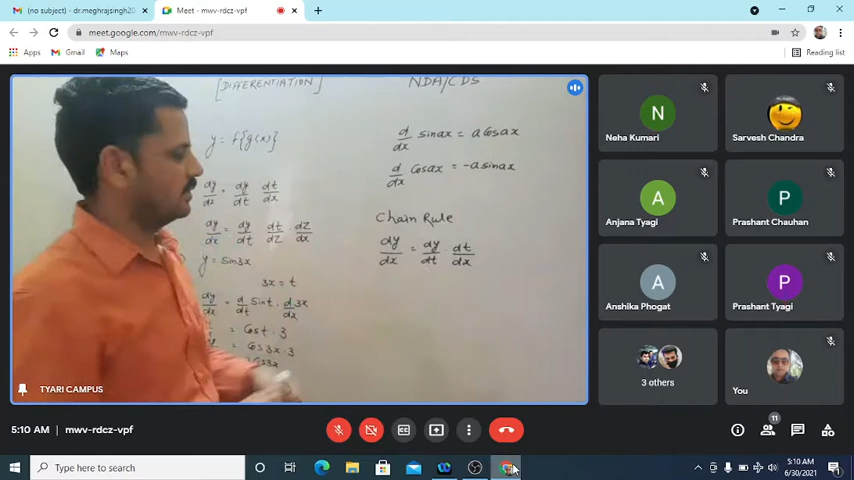 (no subject) - dr.meghrajsingh20
Meet - mwv-rdcz-vpf
meet.google.com/mwv-rdcz-vpf
Apps
Gmail
Maps
Reading list
[DIFFERENTIATION]
NDA/CDS
y = f{g(x)}
d/dx sinax = a Cosax
d/dx Cosax = -a sinax
dy/dx = dy/dt dt/dx
dy/dx = dy/dt dt/dz · dz/dx
Chain Rule
dy/dx = dy/dt · dt/dx
y = Sin3x
3x = t
dy/dx = d/dt Sint · d/dx 3x
= Cost · 3
= Cos3x · 3
Neha Kumari
Sarvesh Chandra
Anjana Tyagi
Prashant Chauhan
Anshika Phogat
Prashant Tyagi
3 others
You
N
A
P
A
P
TYARI CAMPUS
5:10 AM | mwv-rdcz-vpf
11
Type here to search
5:10 AM
6/30/2021